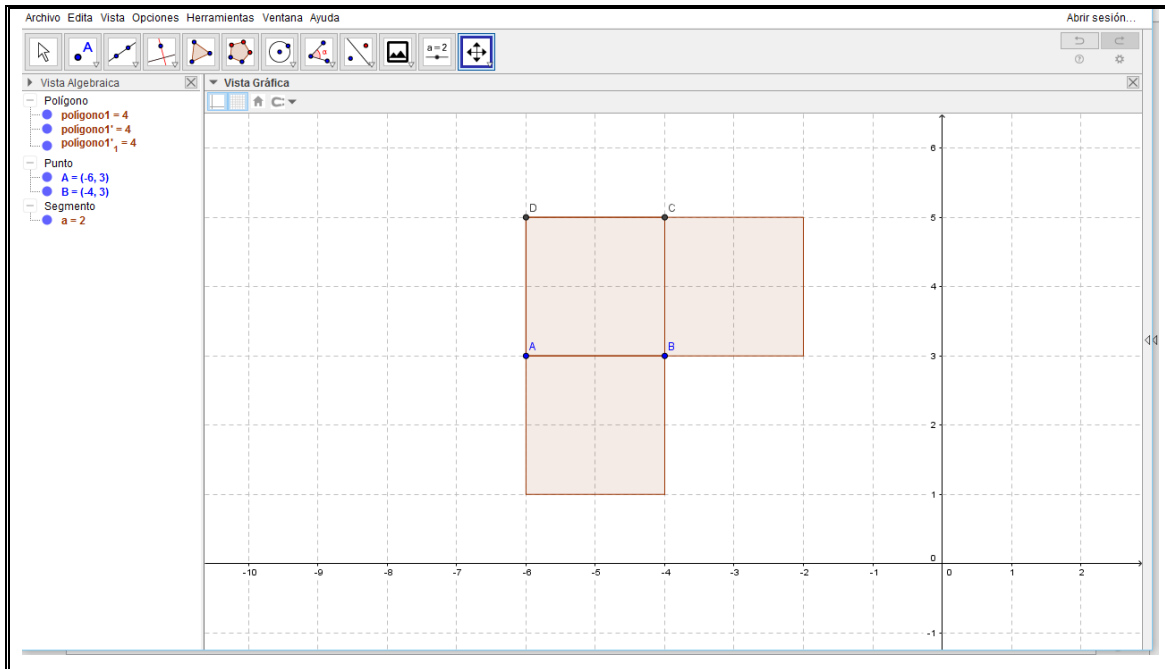 Archivo Edita Vista Opciones Herramientas Ventana Ayuda
Abrir sesión...
A
α
a = 2
Vista Algebraica
Vista Gráfica
Polígono
polígono1 = 4
polígono1' = 4
polígono1'₁ = 4
Punto
A = (-6, 3)
B = (-4, 3)
Segmento
a = 2
6
D
C
5
4
A
B
3
2
1
0
-10 -9 -8 -7 -6 -5 -4 -3 -2 -1 0 1 2
-1